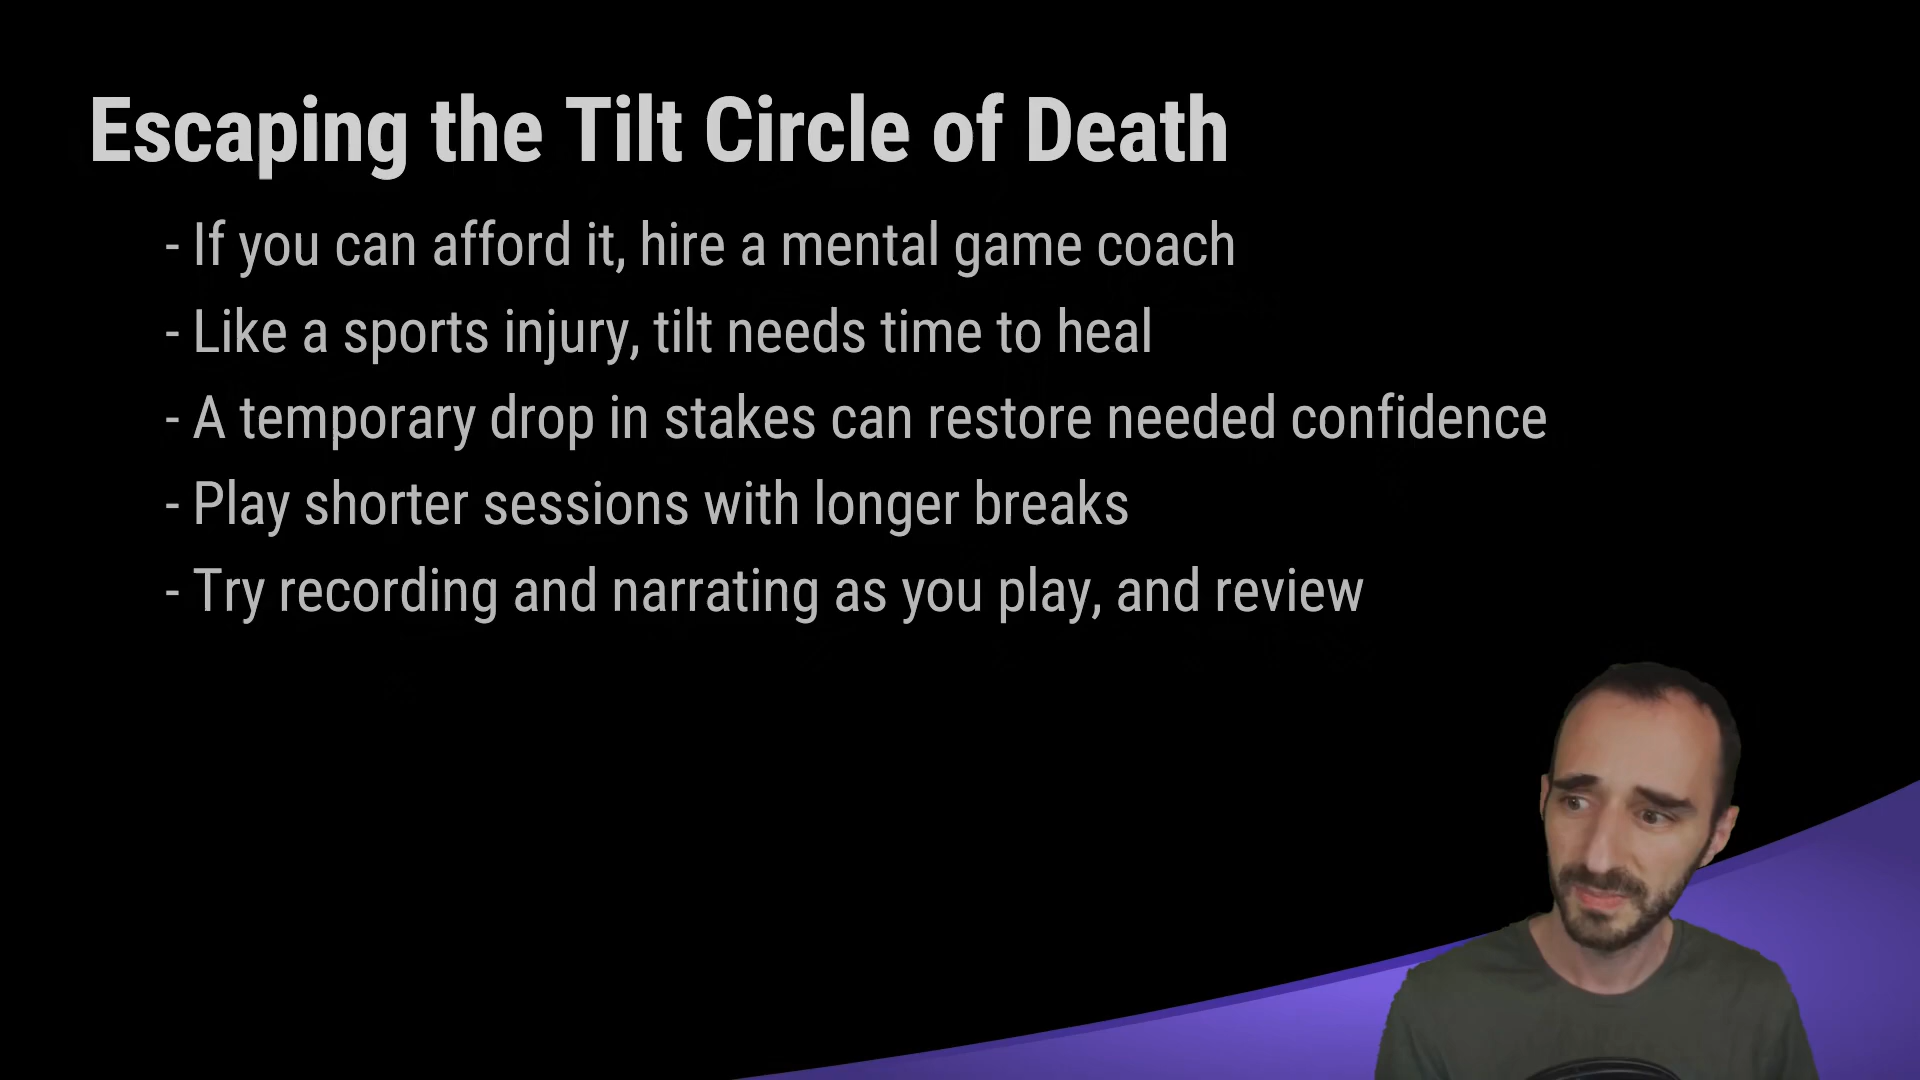 Escaping the Tilt Circle of Death
- If you can afford it, hire a mental game coach
- Like a sports injury, tilt needs time to heal
- A temporary drop in stakes can restore needed confidence
- Play shorter sessions with longer breaks
- Try recording and narrating as you play, and review